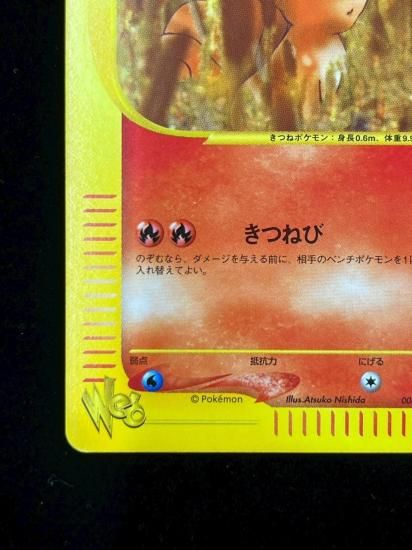 きつねポケモン：身長0.6m、体重9.9
きつねび
のぞむなら、ダメージを与える前に、相手のベンチポケモンを1匹
入れ替えてよい。
弱点 抵抗力 にげる
Web
© Pokémon Illus.Atsuko Nishida 00